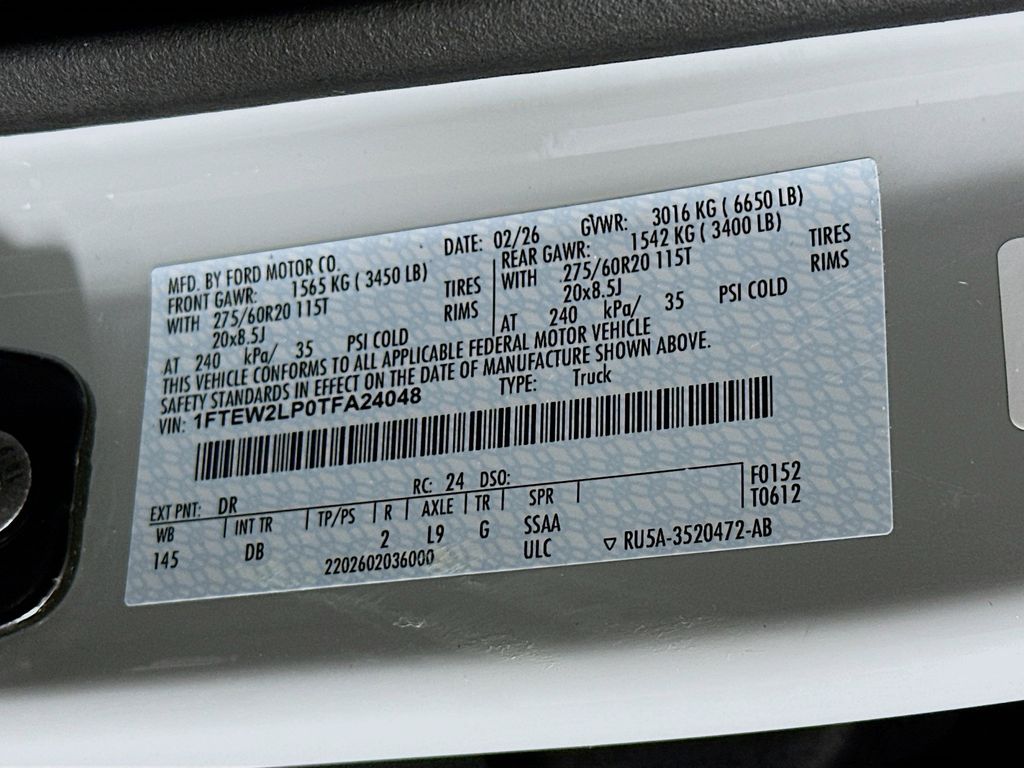 MFD. BY FORD MOTOR CO. DATE: 02/26 GVWR: 3016 KG ( 6650 LB)
FRONT GAWR: 1565 KG ( 3450 LB) REAR GAWR: 1542 KG ( 3400 LB)
WITH 275/60R20 115T TIRES WITH 275/60R20 115T TIRES
20x8.5J RIMS 20x8.5J RIMS
AT 240 kPa/ 35 PSI COLD AT 240 kPa/ 35 PSI COLD
THIS VEHICLE CONFORMS TO ALL APPLICABLE FEDERAL MOTOR VEHICLE
SAFETY STANDARDS IN EFFECT ON THE DATE OF MANUFACTURE SHOWN ABOVE.
VIN: 1FTEW2LP0TFA24048 TYPE: Truck
EXT PNT: DR RC: 24 DSO: F0152
WB INT TR TP/PS R AXLE TR SPR T0612
145 DB 2 L9 G SSAA
2202602036000 ULC ▽ RU5A-3520472-AB